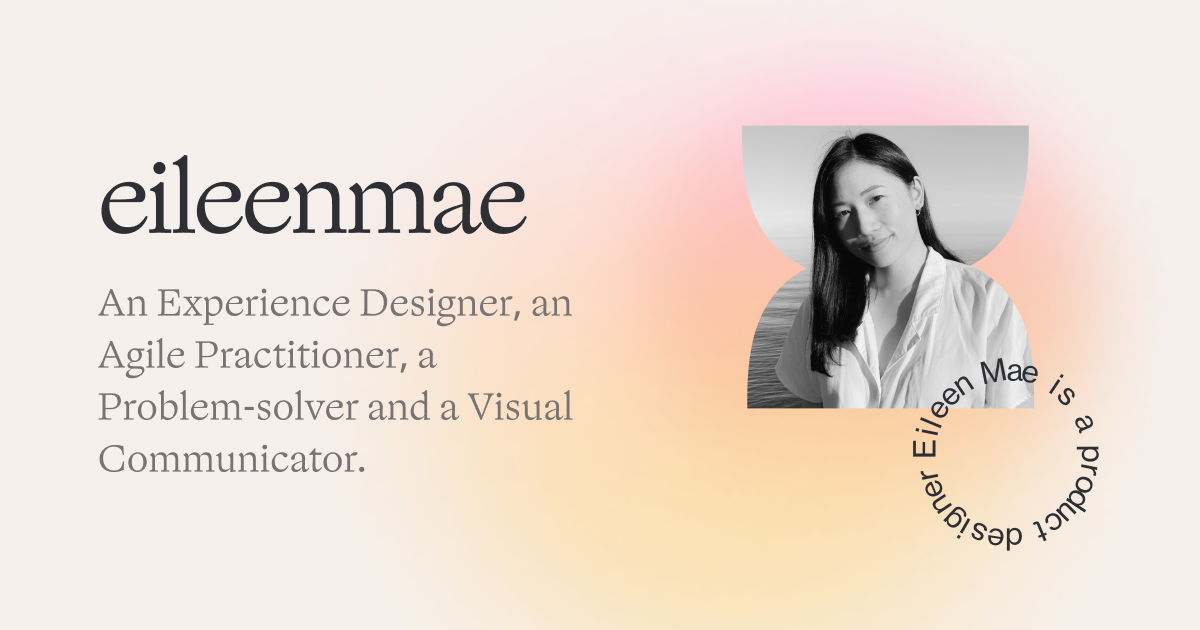 eileenmae
An Experience Designer, an
Agile Practitioner, a
Problem-solver and a Visual
Communicator.
Eileen Mae is a product designer